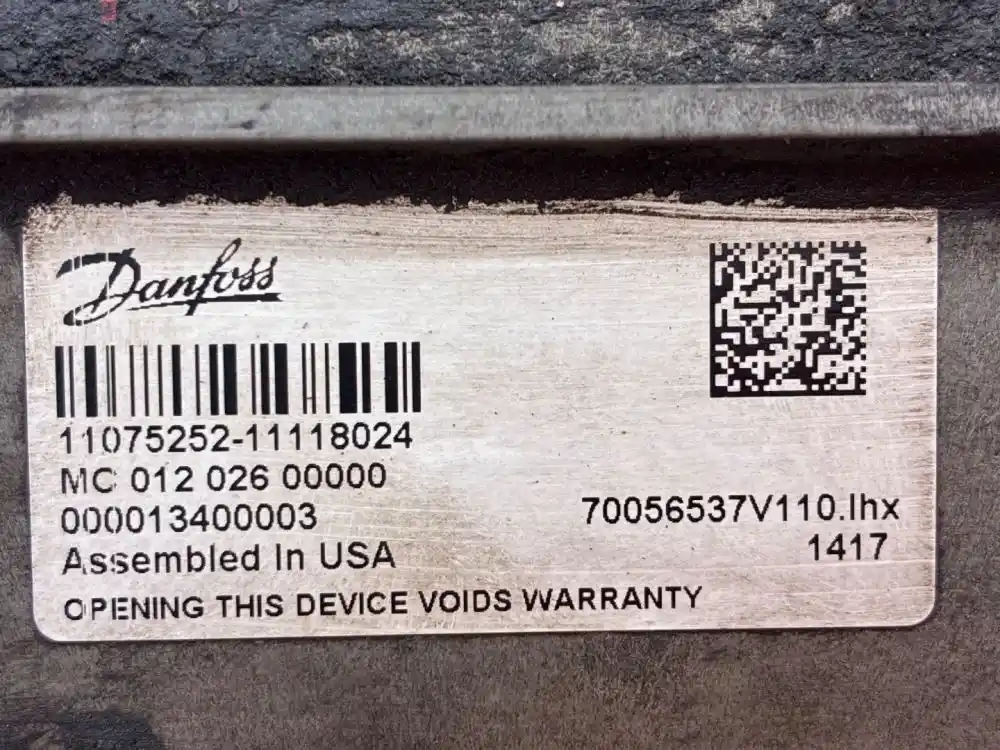 Danfoss
11075252-11118024
MC 012 026 00000
000013400003
70056537V110.lhx
Assembled In USA
1417
OPENING THIS DEVICE VOIDS WARRANTY